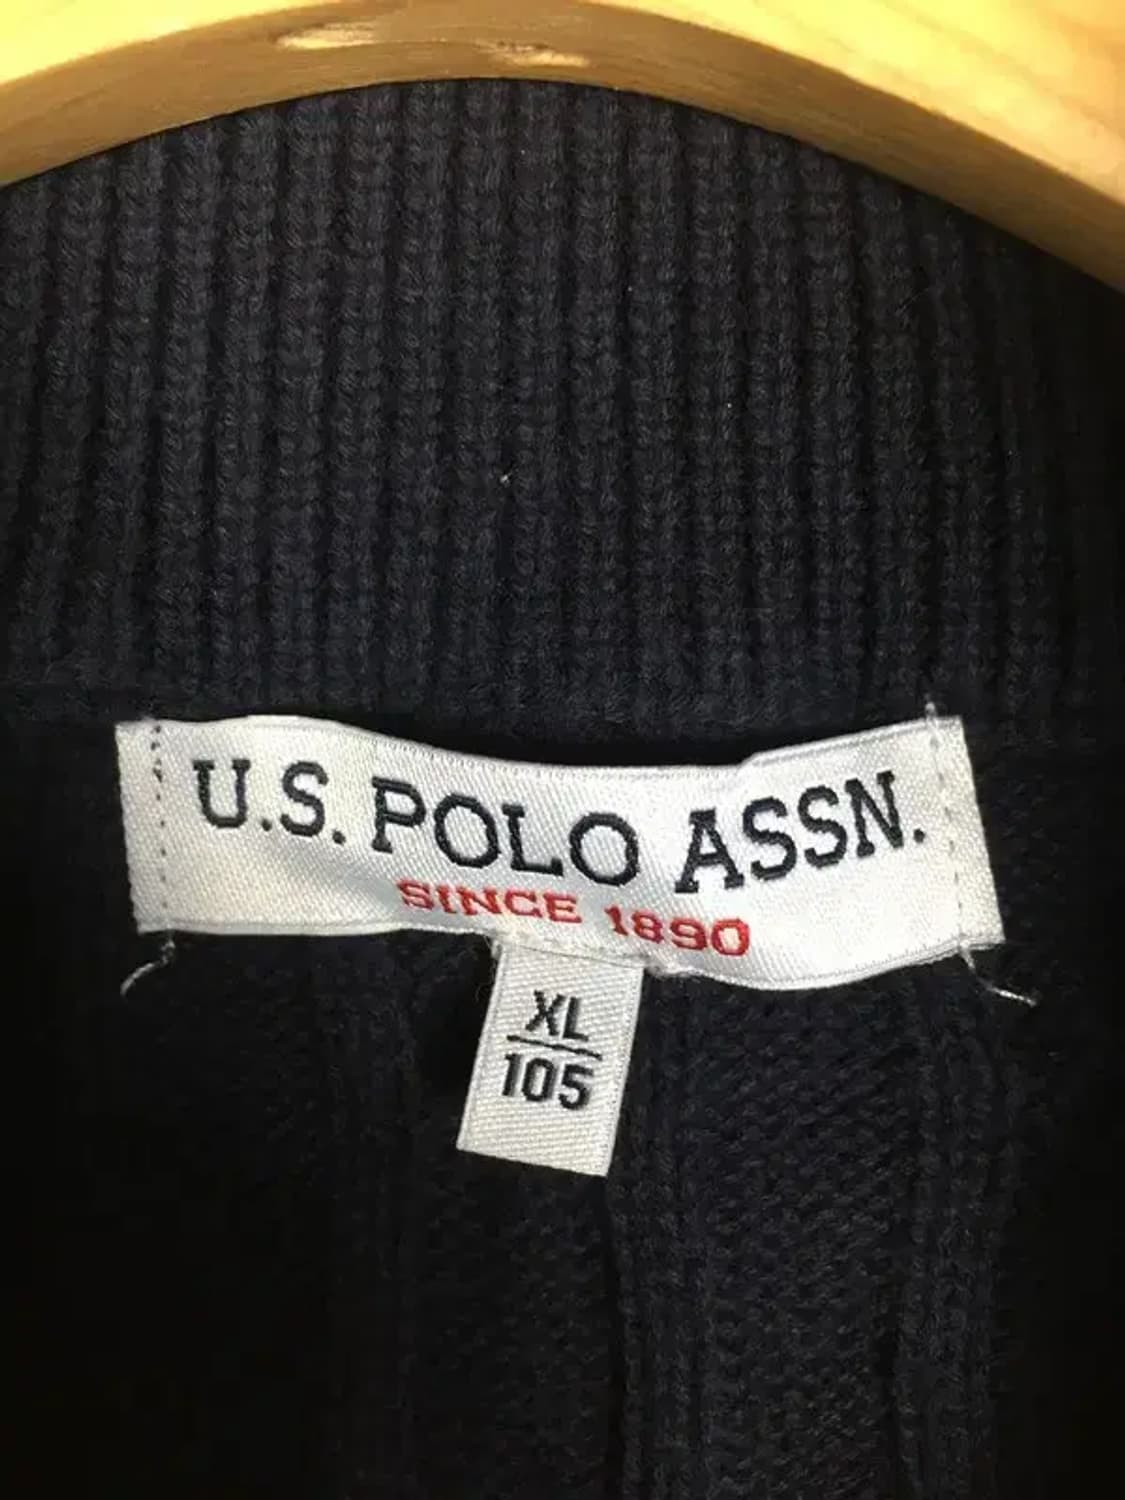 U.S. POLO ASSN.
SINCE 1890
XL
105